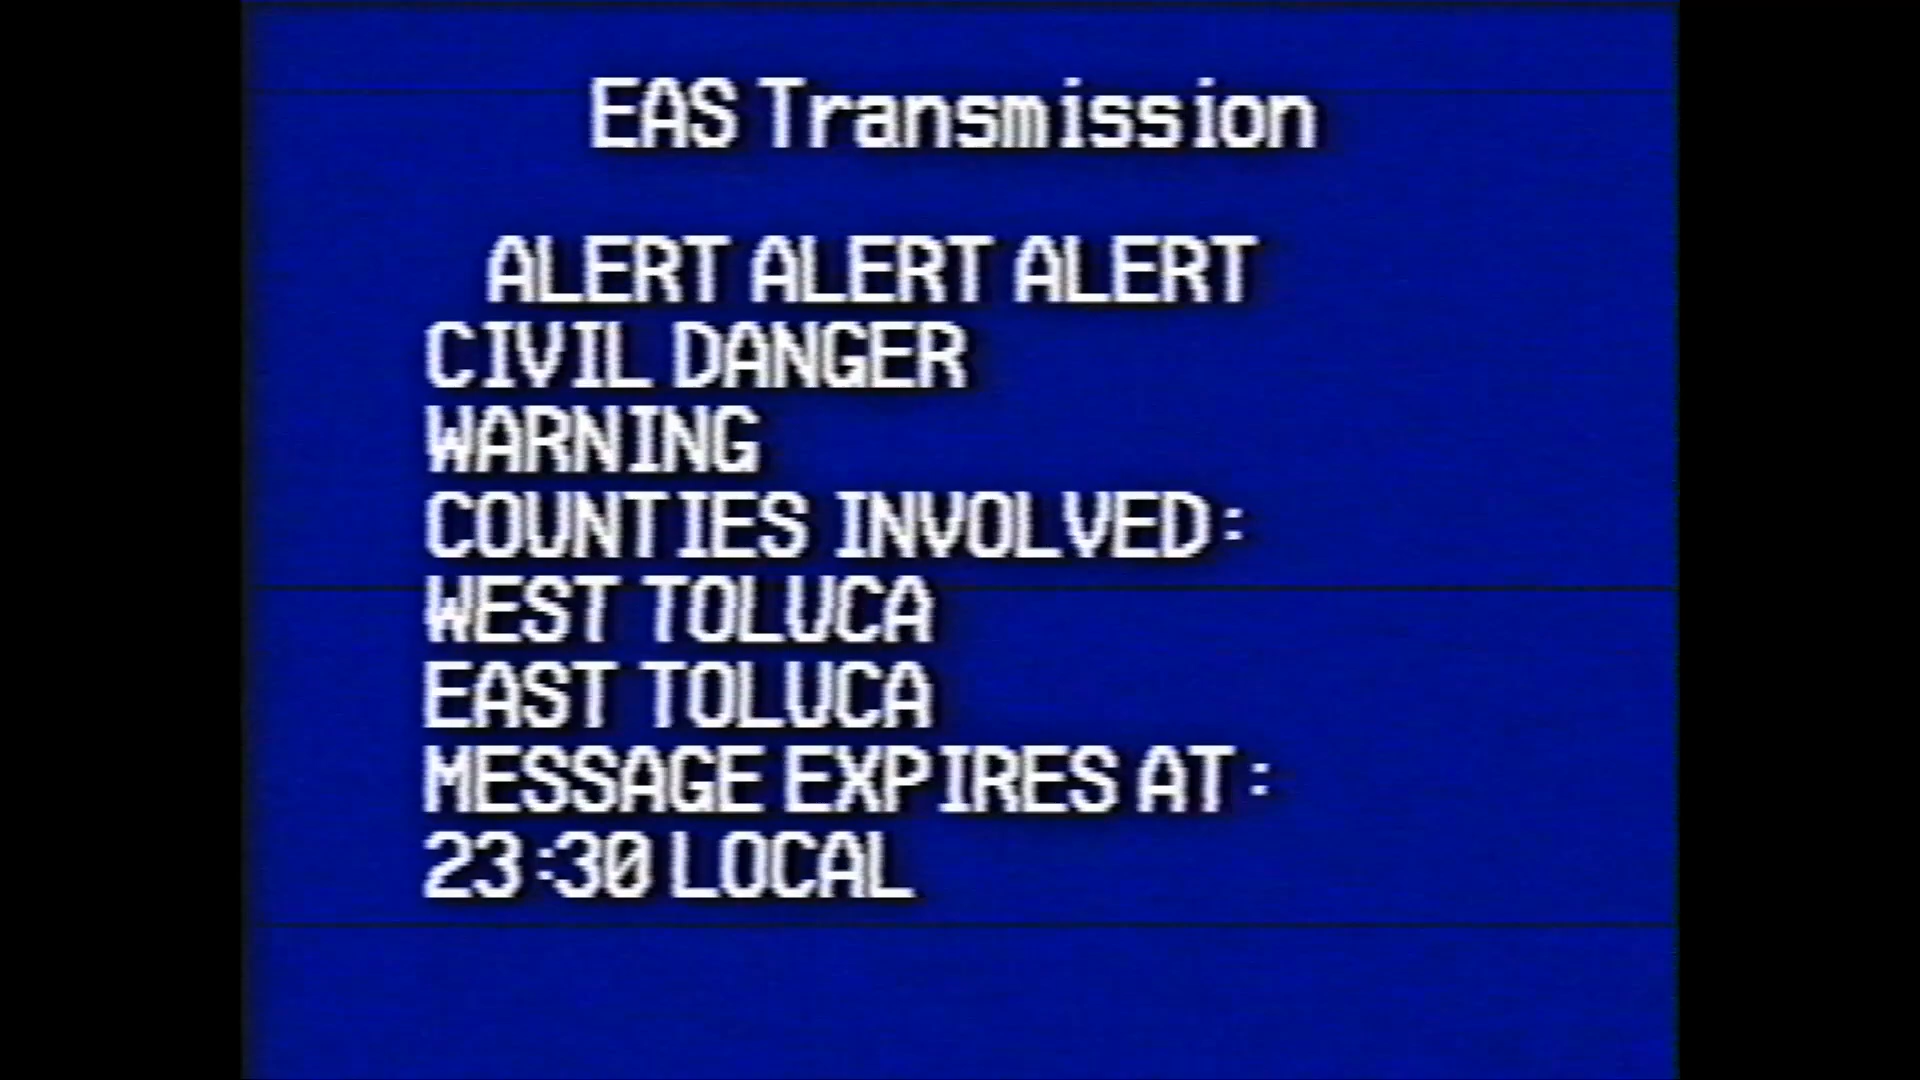 EAS Transmission
ALERT ALERT ALERT
CIVIL DANGER
WARNING
COUNTIES INVOLVED:
WEST TOLUCA
EAST TOLUCA
MESSAGE EXPIRES AT:
23:30 LOCAL